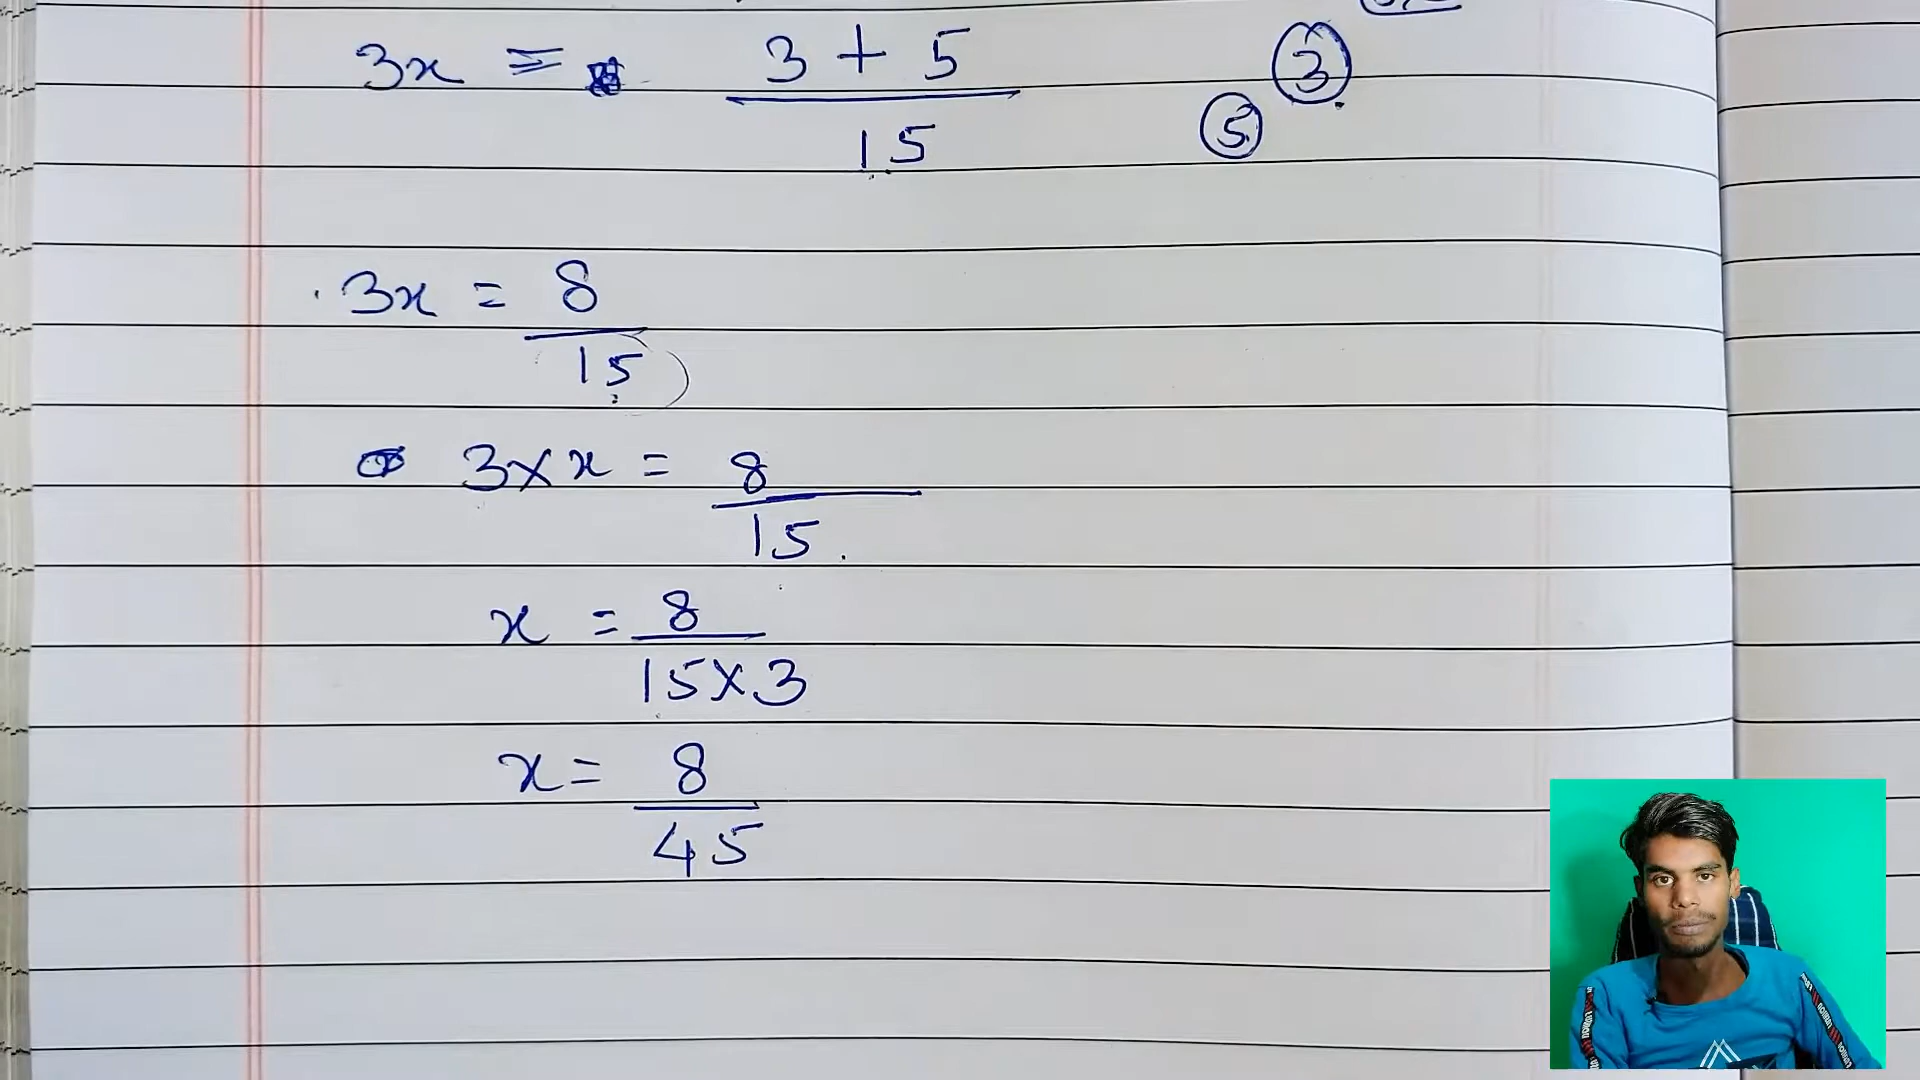 3x = 3 + 5
15
3
5
3x = 8
15
3 × x = 8
15
x = 8
15 × 3
x = 8
45